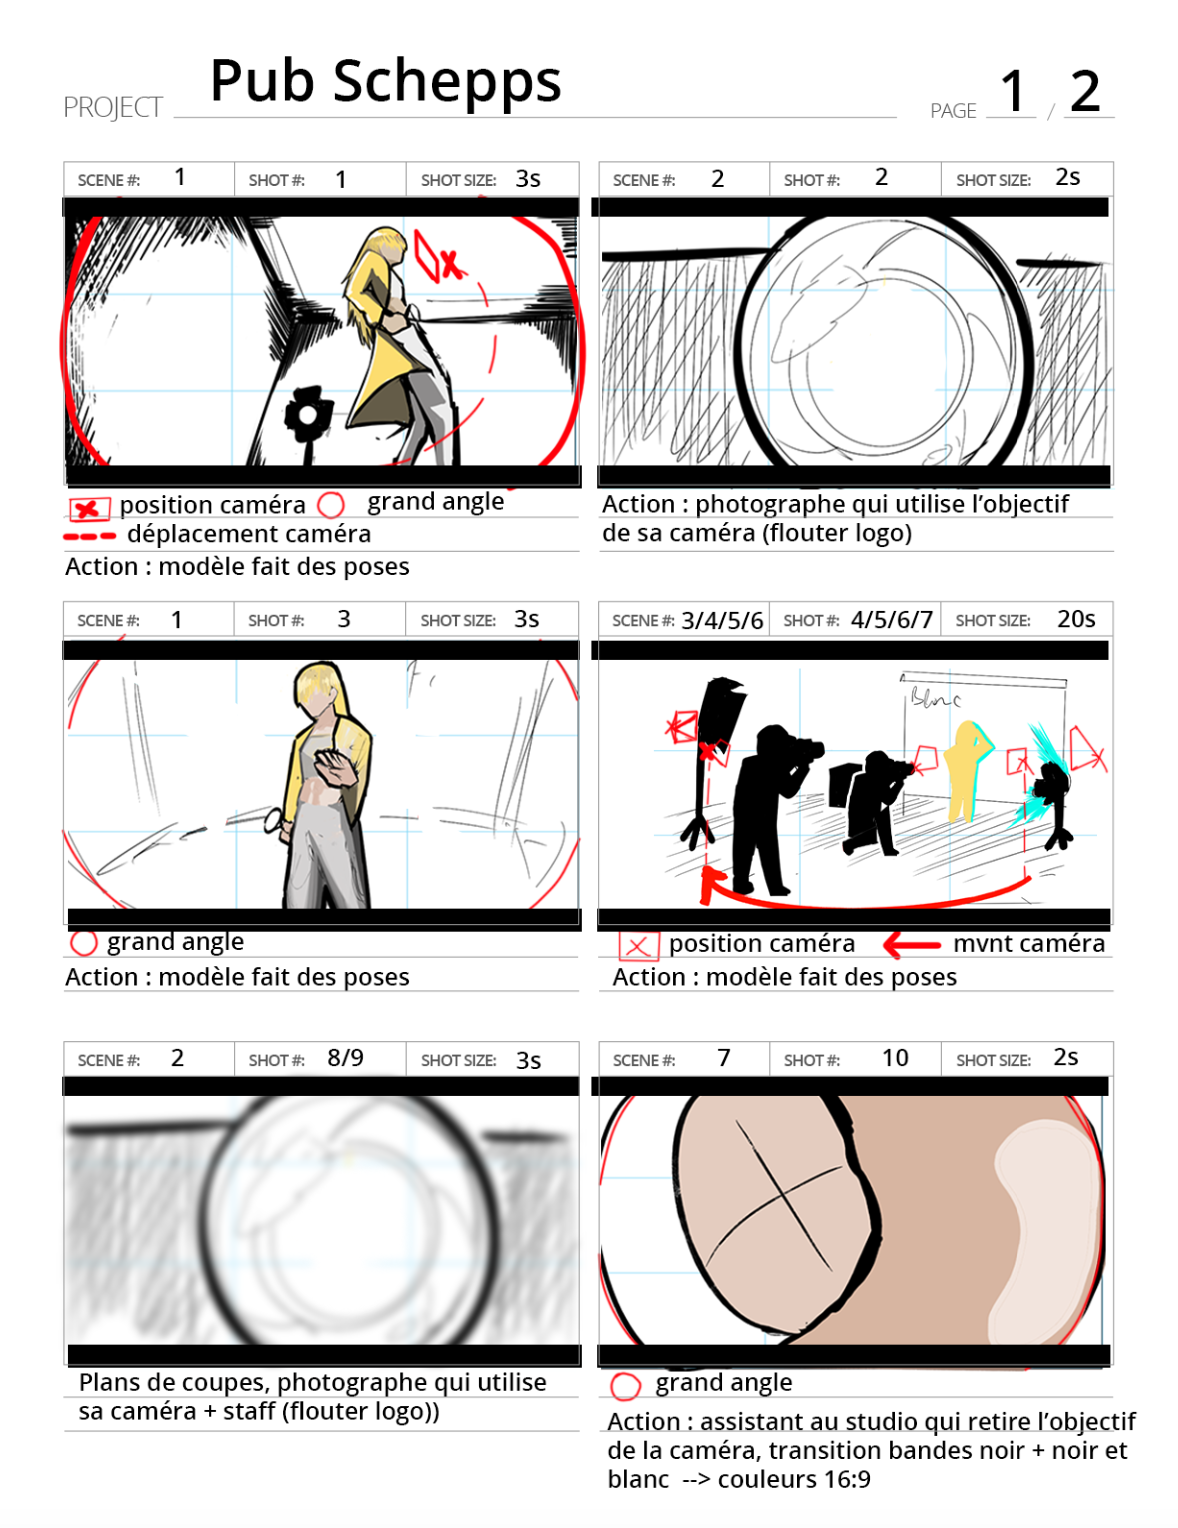 PROJECT Pub Schepps PAGE 1 / 2
SCENE #: 1 SHOT #: 1 SHOT SIZE: 3s
position caméra grand angle
déplacement caméra
Action : modèle fait des poses
SCENE #: 2 SHOT #: 2 SHOT SIZE: 2s
Action : photographe qui utilise l’objectif
de sa caméra (flouter logo)
SCENE #: 1 SHOT #: 3 SHOT SIZE: 3s
grand angle
Action : modèle fait des poses
SCENE #: 3/4/5/6 SHOT #: 4/5/6/7 SHOT SIZE: 20s
Blanc
position caméra mvnt caméra
Action : modèle fait des poses
SCENE #: 2 SHOT #: 8/9 SHOT SIZE: 3s
Plans de coupes, photographe qui utilise
sa caméra + staff (flouter logo))
SCENE #: 7 SHOT #: 10 SHOT SIZE: 2s
grand angle
Action : assistant au studio qui retire l’objectif
de la caméra, transition bandes noir + noir et
blanc --> couleurs 16:9